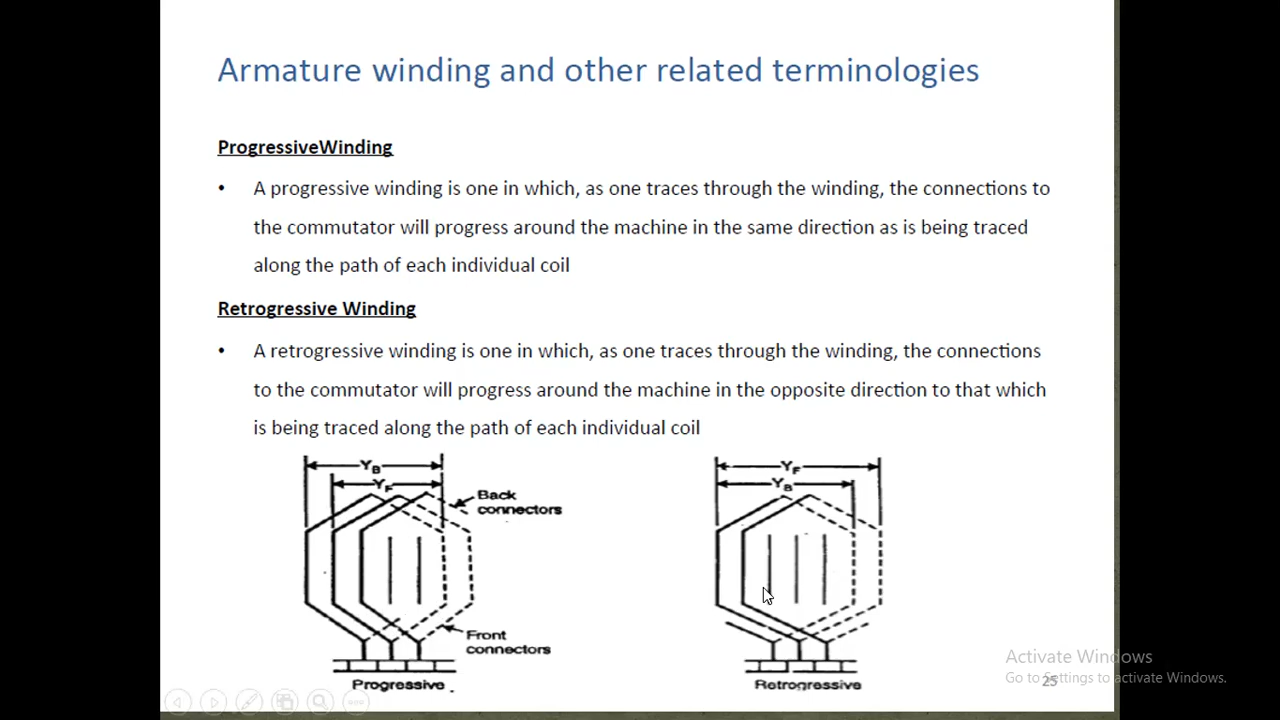 Armature winding and other related terminologies
ProgressiveWinding
• A progressive winding is one in which, as one traces through the winding, the connections to
the commutator will progress around the machine in the same direction as is being traced
along the path of each individual coil
Retrogressive Winding
• A retrogressive winding is one in which, as one traces through the winding, the connections
to the commutator will progress around the machine in the opposite direction to that which
is being traced along the path of each individual coil
YB
YF
Back
connectors
Front
connectors
Progressive
YF
YB
Retrogressive
Activate Windows
Go to Settings to activate Windows.
25